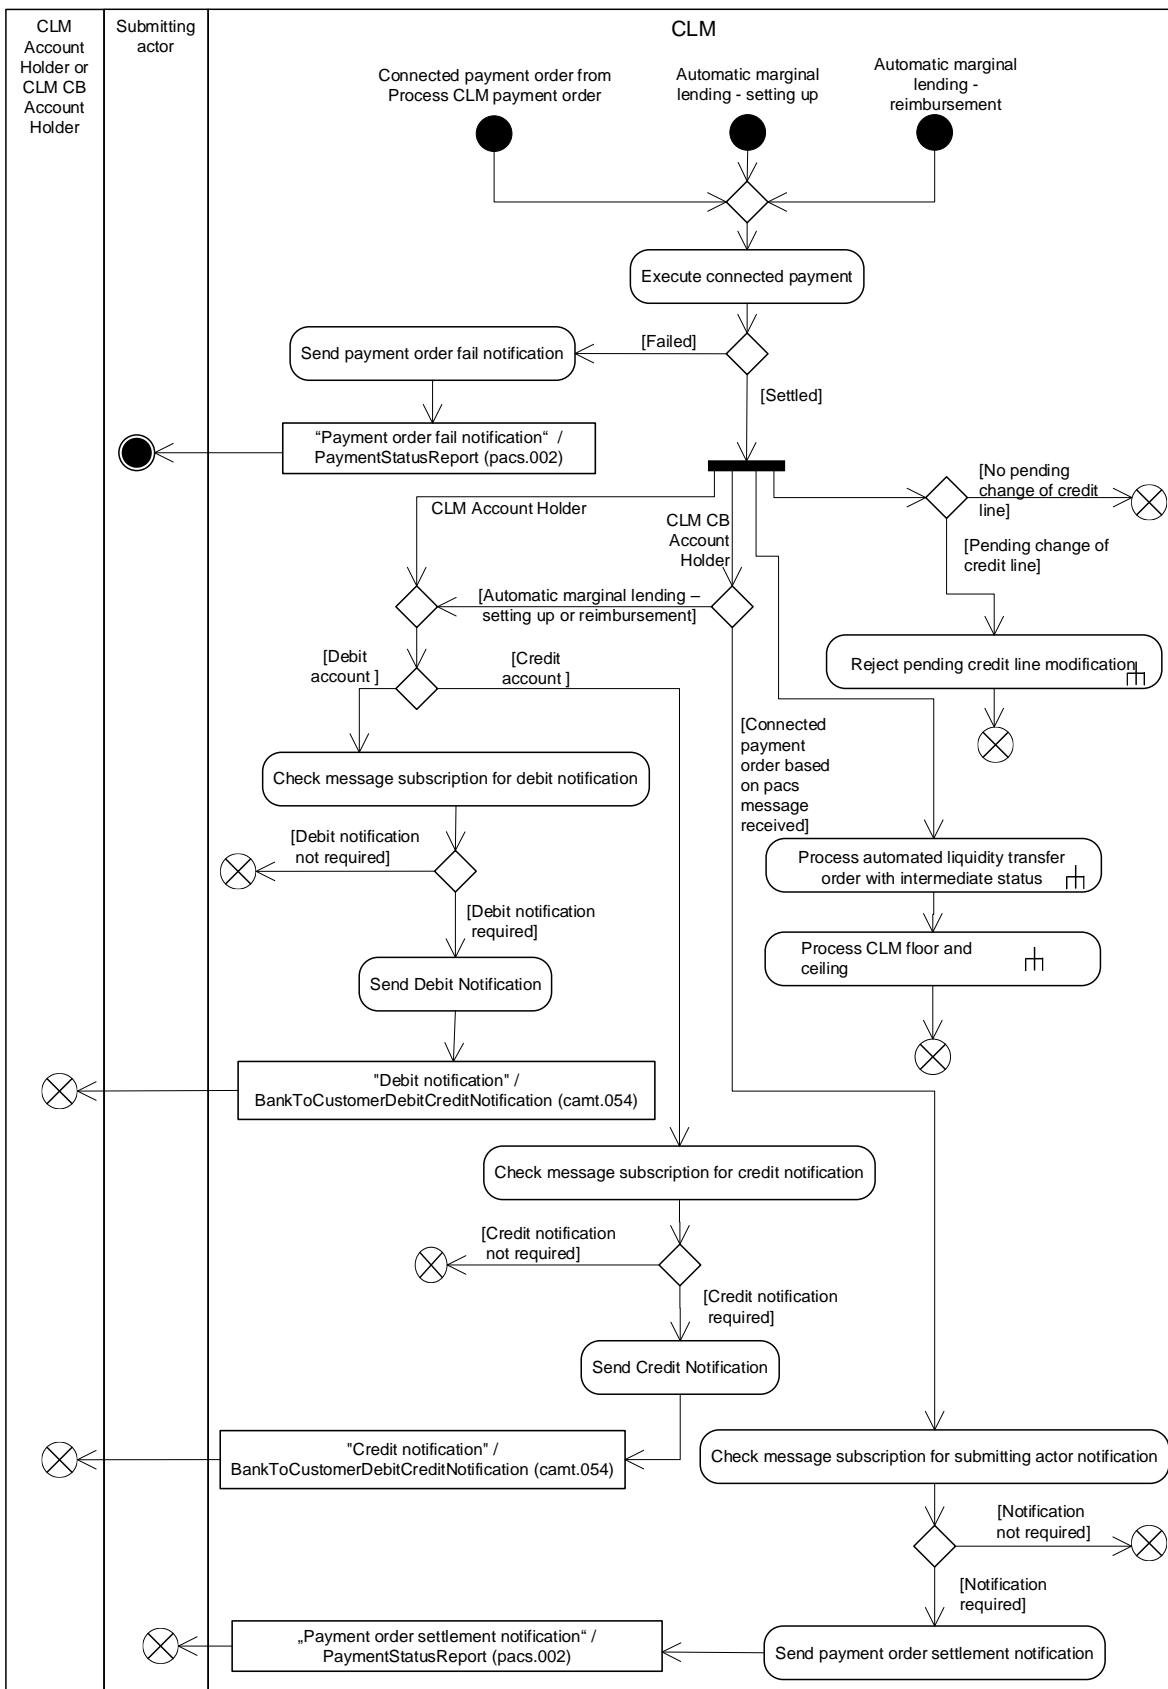 CLM
Account
Holder or
CLM CB
Account
Holder
Submitting
actor
CLM
Connected payment order from
Process CLM payment order
Automatic marginal
lending - setting up
Automatic marginal
lending -
reimbursement
Execute connected payment
[Failed]
Send payment order fail notification
[Settled]
“Payment order fail notification“ /
PaymentStatusReport (pacs.002)
[No pending
change of credit
line]
CLM Account Holder
CLM CB
Account
Holder
[Pending change of
credit line]
[Automatic marginal lending –
setting up or reimbursement]
Reject pending credit line modification
[Debit
account ]
[Credit
account ]
[Connected
payment
order based
on pacs
message
received]
Check message subscription for debit notification
[Debit notification
not required]
Process automated liquidity transfer
order with intermediate status
[Debit notification
required]
Process CLM floor and
ceiling
Send Debit Notification
"Debit notification" /
BankToCustomerDebitCreditNotification (camt.054)
Check message subscription for credit notification
[Credit notification
not required]
[Credit notification
required]
Send Credit Notification
"Credit notification" /
BankToCustomerDebitCreditNotification (camt.054)
Check message subscription for submitting actor notification
[Notification
not required]
[Notification
required]
„Payment order settlement notification“ /
PaymentStatusReport (pacs.002)
Send payment order settlement notification